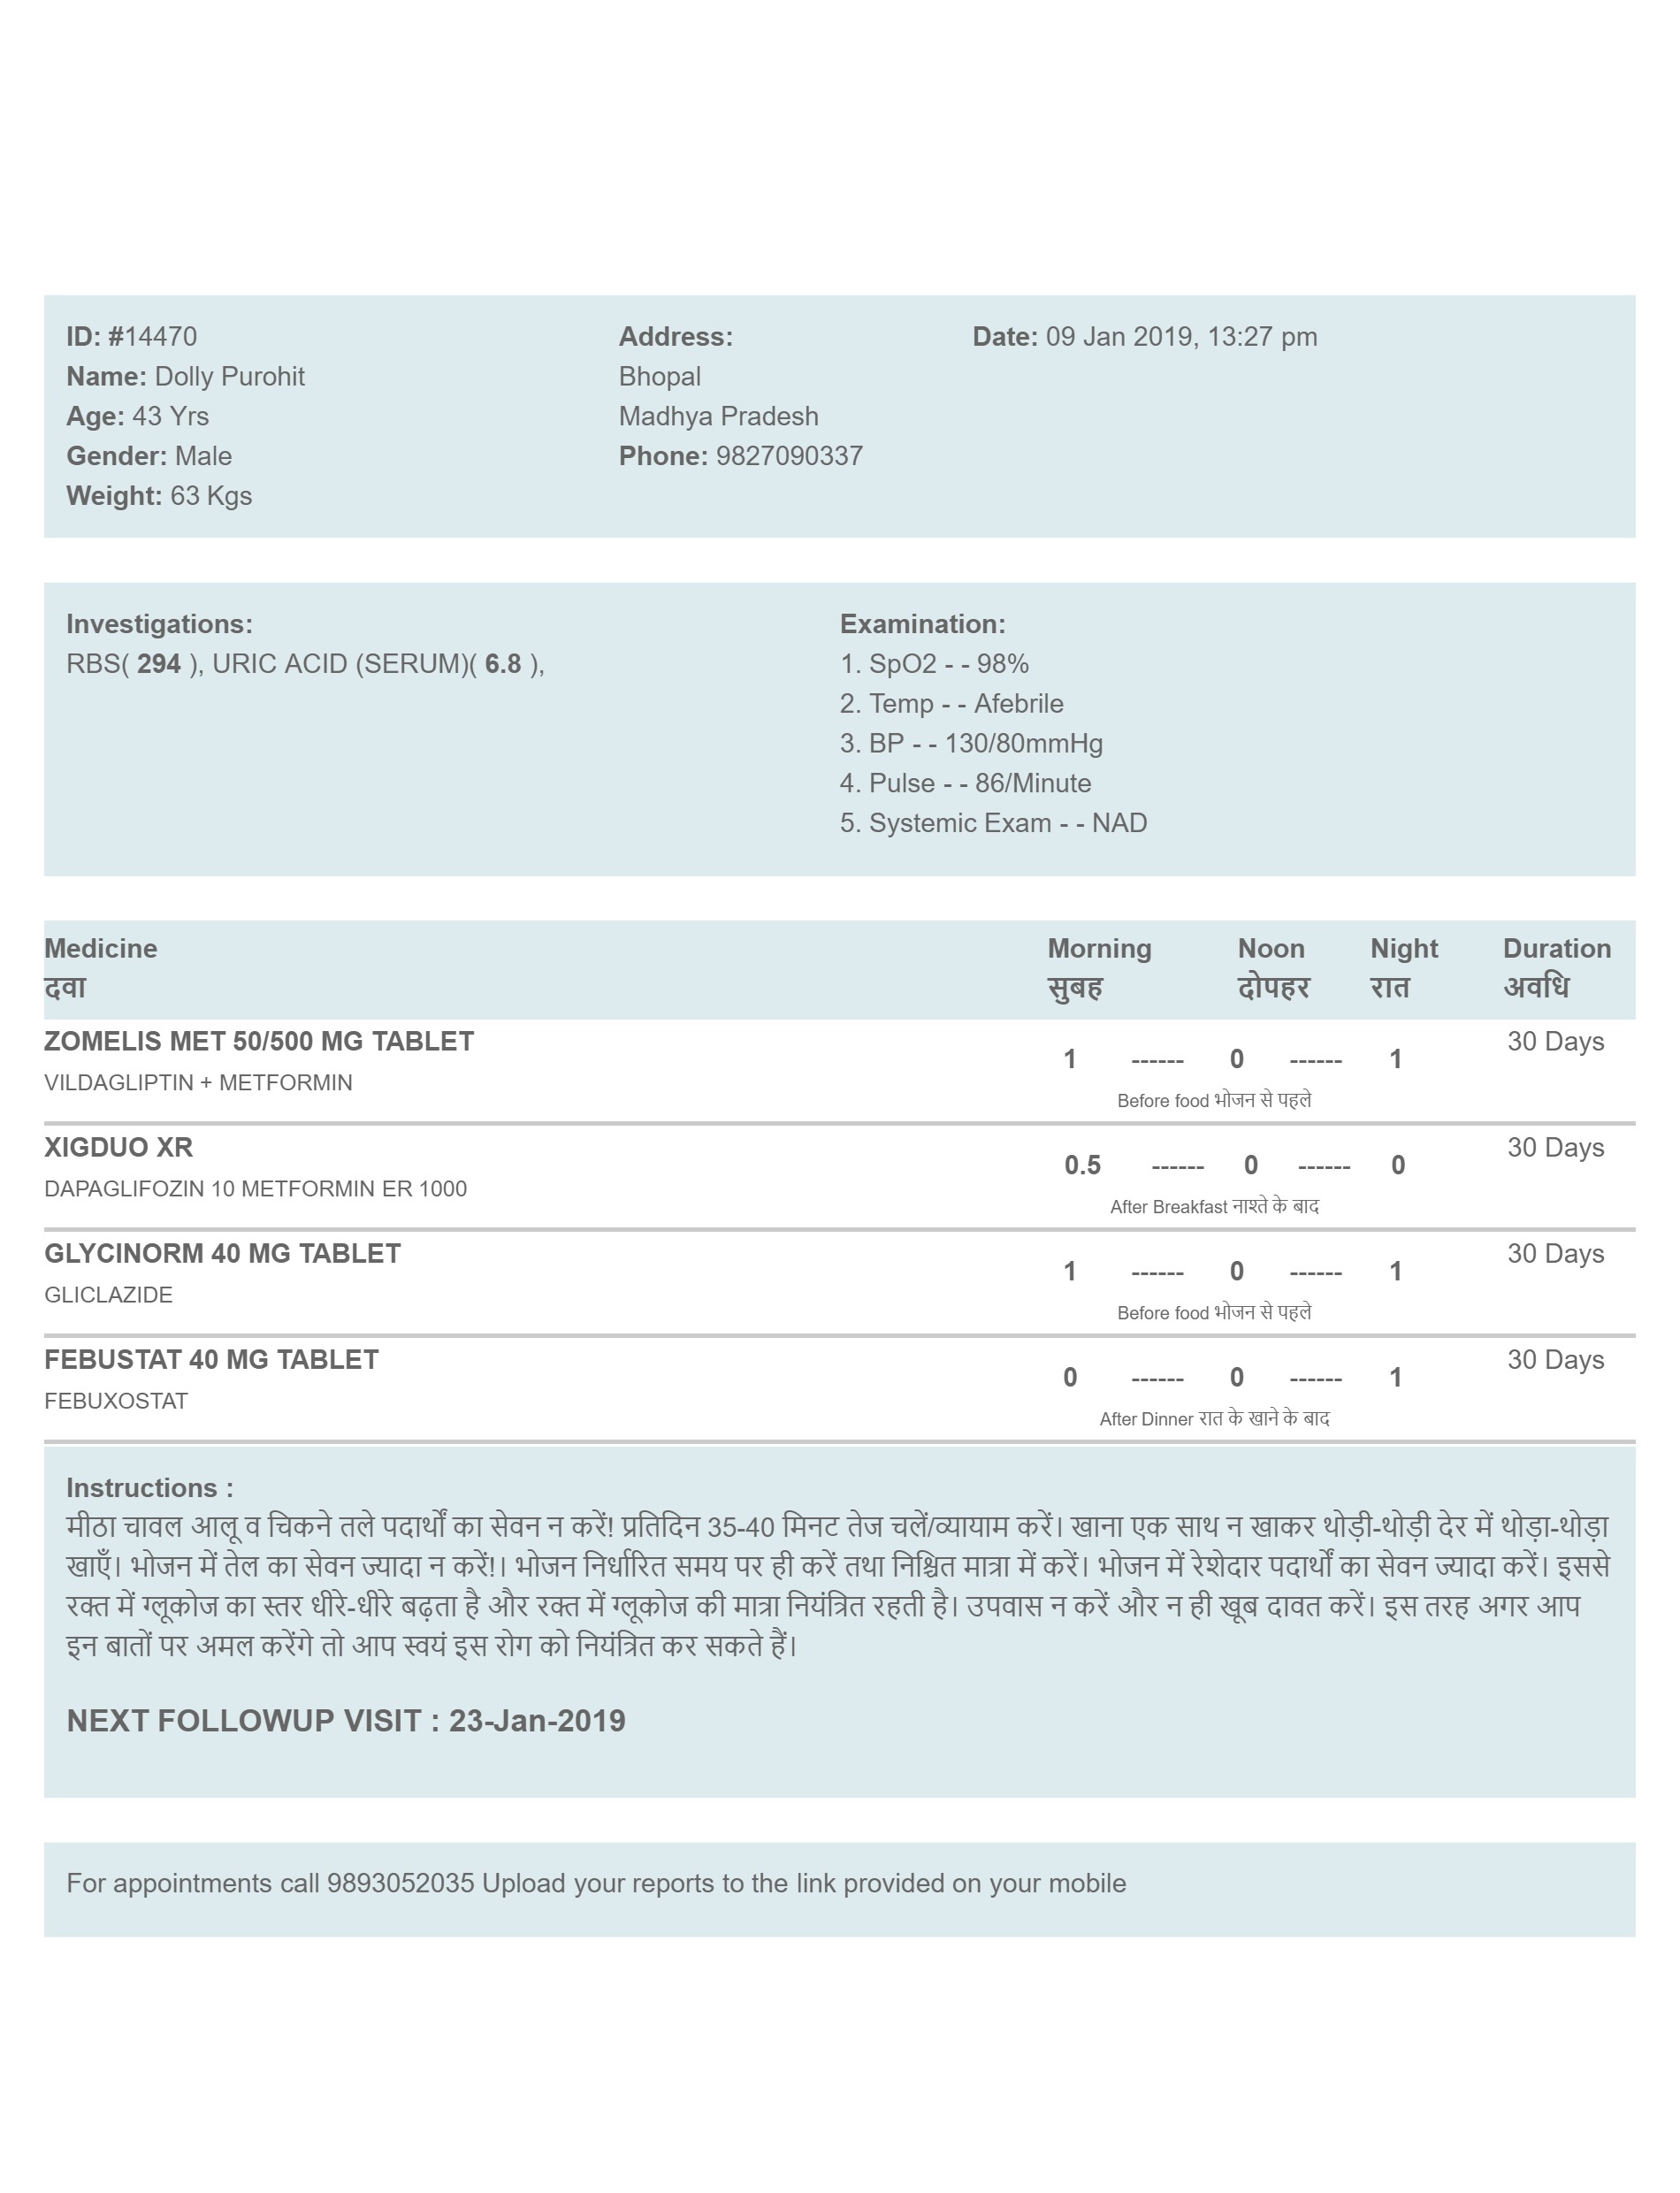 ID: #14470
Name: Dolly Purohit
Age: 43 Yrs
Gender: Male
Weight: 63 Kgs
Address:
Bhopal
Madhya Pradesh
Phone: 9827090337
Date: 09 Jan 2019, 13:27 pm
Investigations:
RBS( 294 ), URIC ACID (SERUM)( 6.8 ),
Examination:
1. SpO2 - - 98%
2. Temp - - Afebrile
3. BP - - 130/80mmHg
4. Pulse - - 86/Minute
5. Systemic Exam - - NAD
Medicine Morning Noon Night Duration
दवा सुबह दोपहर रात अवधि
ZOMELIS MET 50/500 MG TABLET 30 Days
1 ------ 0 ------ 1
VILDAGLIPTIN + METFORMIN
Before food भोजन से पहले
XIGDUO XR 30 Days
0.5 ------ 0 ------ 0
DAPAGLIFOZIN 10 METFORMIN ER 1000
After Breakfast नाश्ते के बाद
GLYCINORM 40 MG TABLET 30 Days
1 ------ 0 ------ 1
GLICLAZIDE
Before food भोजन से पहले
FEBUSTAT 40 MG TABLET 30 Days
0 ------ 0 ------ 1
FEBUXOSTAT
After Dinner रात के खाने के बाद
Instructions :
मीठा चावल आलू व चिकने तले पदार्थों का सेवन न करें! प्रतिदिन 35-40 मिनट तेज चलें/व्यायाम करें। खाना एक साथ न खाकर थोड़ी-थोड़ी देर में थोड़ा-थोड़ा
खाएँ। भोजन में तेल का सेवन ज्यादा न करें!। भोजन निर्धारित समय पर ही करें तथा निश्चित मात्रा में करें। भोजन में रेशेदार पदार्थों का सेवन ज्यादा करें। इससे
रक्त में ग्लूकोज का स्तर धीरे-धीरे बढ़ता है और रक्त में ग्लूकोज की मात्रा नियंत्रित रहती है। उपवास न करें और न ही खूब दावत करें। इस तरह अगर आप
इन बातों पर अमल करेंगे तो आप स्वयं इस रोग को नियंत्रित कर सकते हैं।
NEXT FOLLOWUP VISIT : 23-Jan-2019
For appointments call 9893052035 Upload your reports to the link provided on your mobile